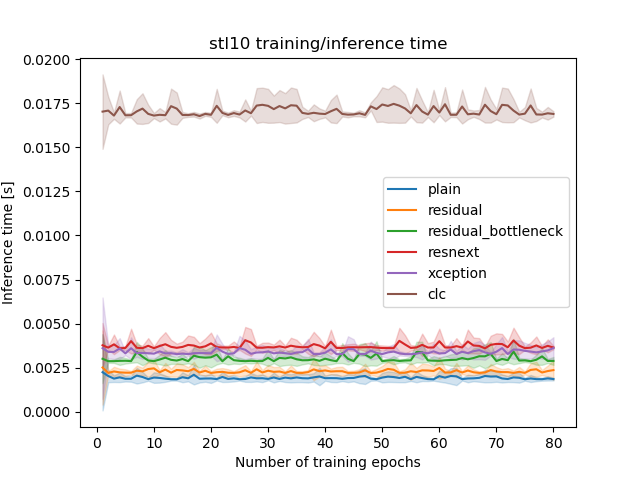 stl10 training/inference time
Inference time [s]
0.0200
0.0175
0.0150
0.0125
0.0100
0.0075
0.0050
0.0025
0.0000
plain
residual
residual_bottleneck
resnext
xception
clc
0 10 20 30 40 50 60 70 80
Number of training epochs